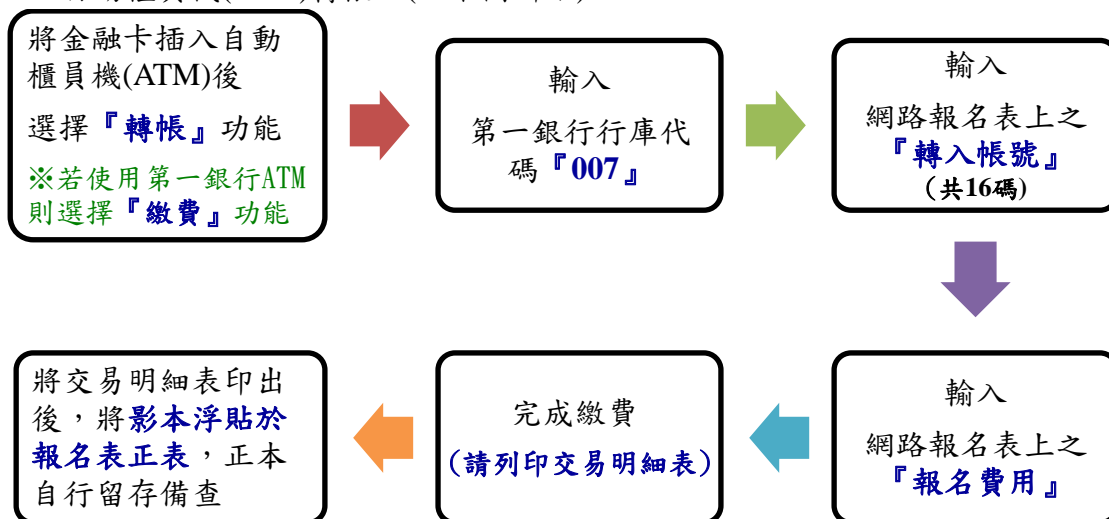 將金融卡插入自動
櫃員機(ATM)後
選擇『轉帳』功能
※若使用第一銀行ATM
則選擇『繳費』功能
輸入
第一銀行行庫代
碼『007』
輸入
網路報名表上之
『轉入帳號』
(共16碼)
輸入
網路報名表上之
『報名費用』
完成繳費
(請列印交易明細表)
將交易明細表印出
後，將影本浮貼於
報名表正表，正本
自行留存備查